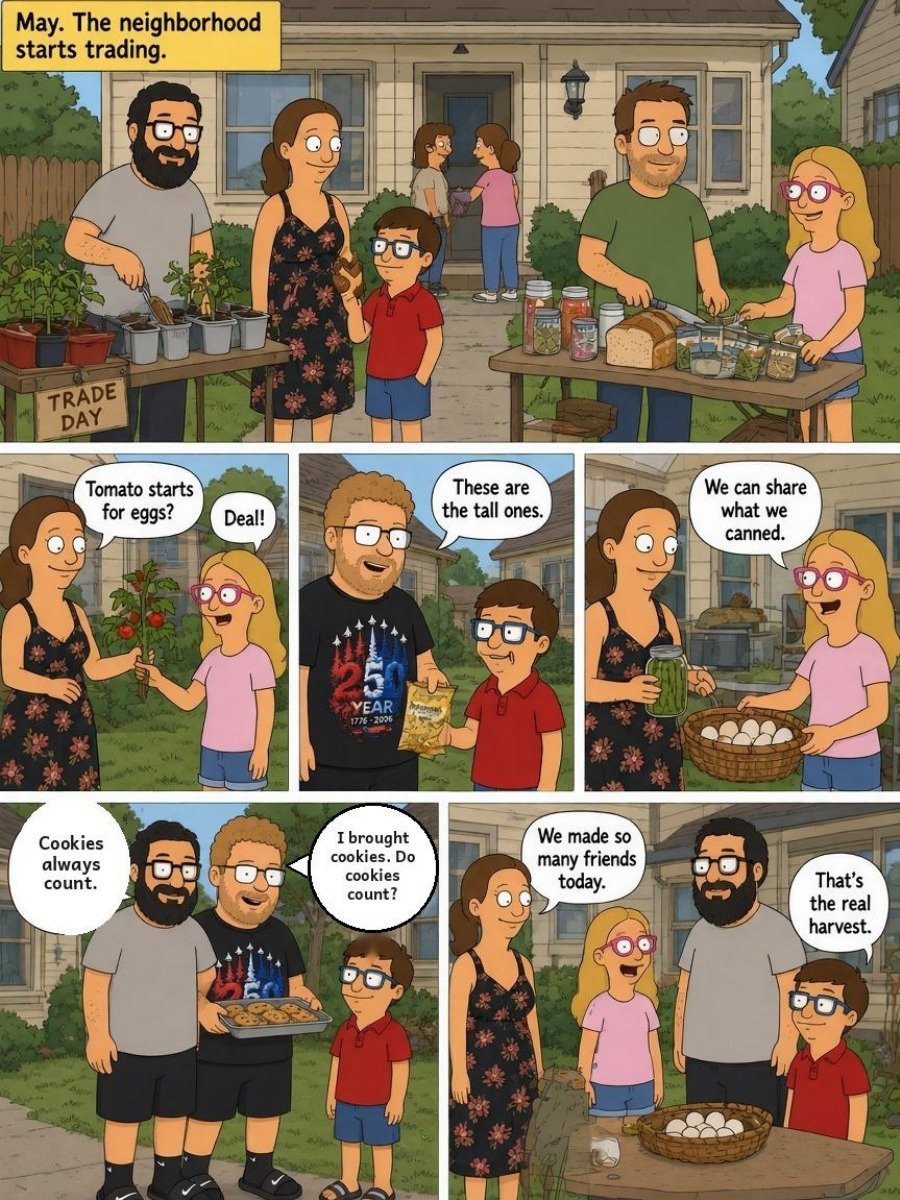 May. The neighborhood
starts trading.
TRADE
DAY
Tomato starts
for eggs?
Deal!
These are
the tall ones.
250
YEAR
1776 - 2006
We can share
what we
canned.
Cookies
always
count.
I brought
cookies. Do
cookies
count?
250
We made so
many friends
today.
That's
the real
harvest.